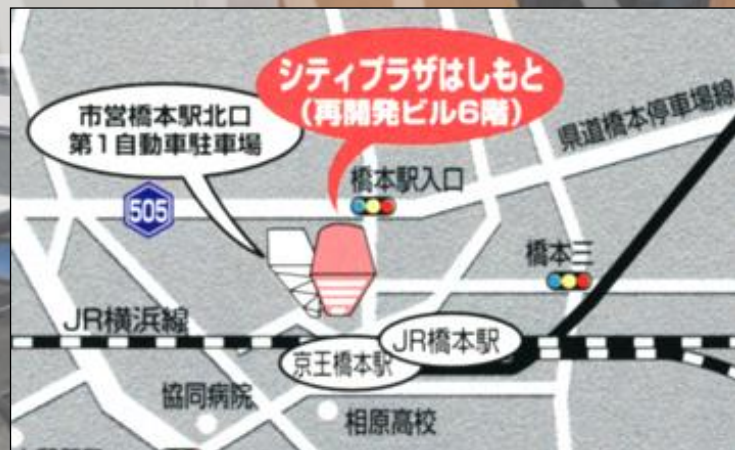 シティプラザはしもと
(再開発ビル6階)
市営橋本駅北口
第1自動車駐車場
県道橋本停車場線
橋本駅入口
505
橋本三
JR横浜線
JR橋本駅
京王橋本駅
協同病院
相原高校